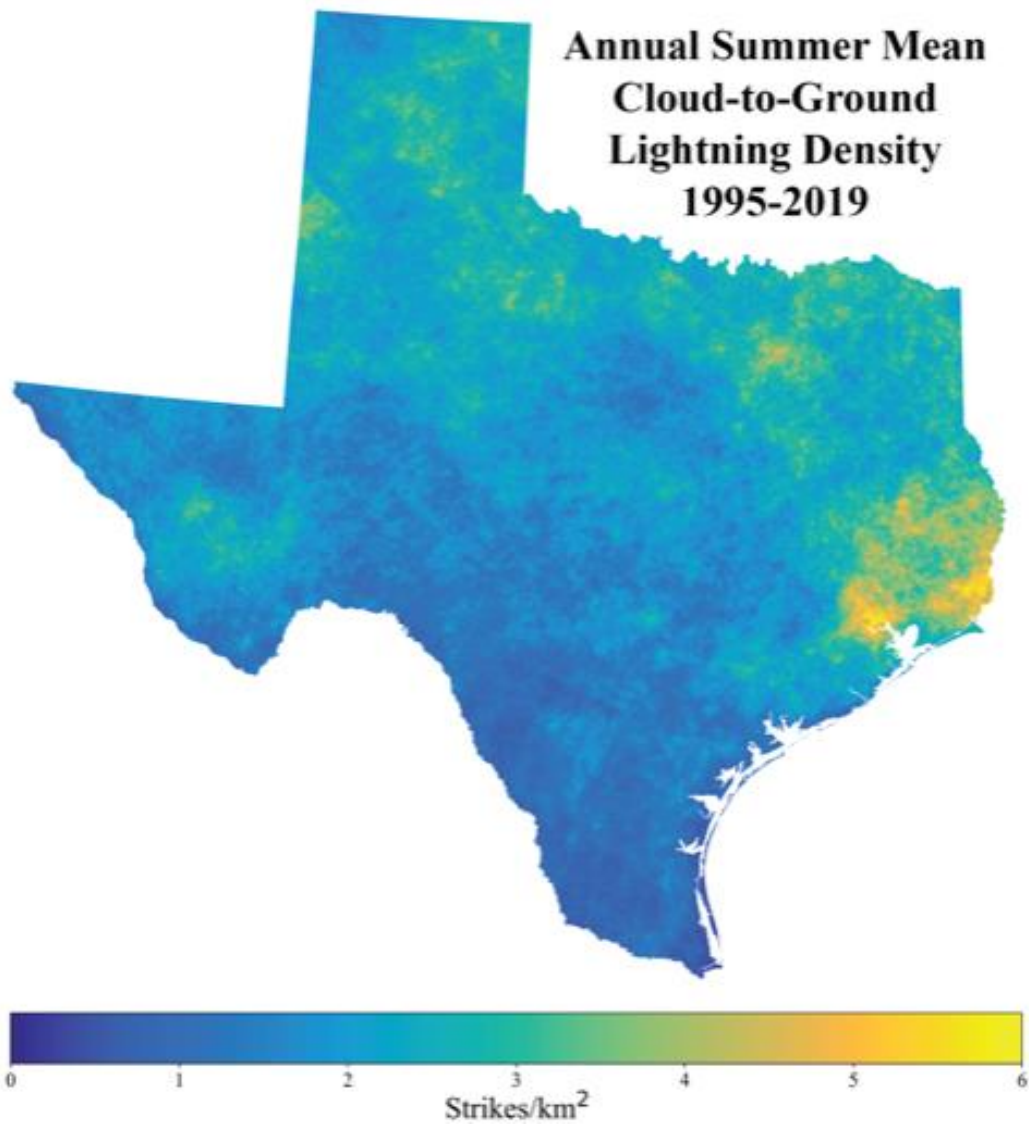 Annual Summer Mean
Cloud-to-Ground
Lightning Density
1995-2019
0 1 2 3 4 5 6
Strikes/km²